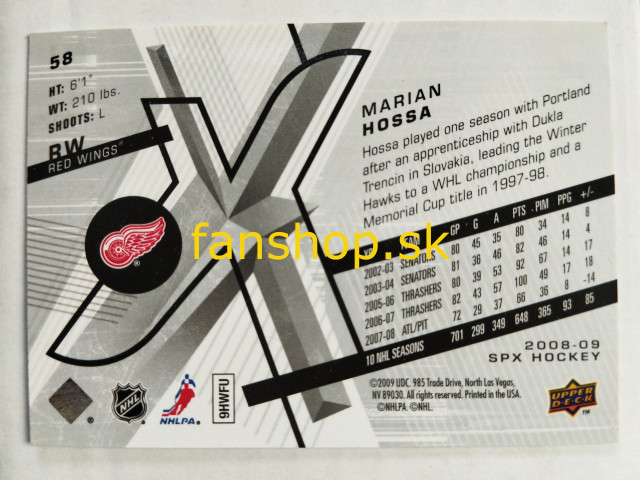 58
HT: 6'1"
WT: 210 lbs.
SHOOTS: L
RW
RED WINGS®
MARIAN
HOSSA
Hossa played one season with Portland
after an apprenticeship with Dukla
Trencin in Slovakia, leading the Winter
Hawks to a WHL championship and a
Memorial Cup title in 1997-98.
fanshop.sk
GP G A PTS PIM PPG +/-
2002-03 SENATORS 80 45 35 80 34 14 8
2003-04 SENATORS 81 36 46 82 46 14 4
2005-06 THRASHERS 80 39 53 92 67 14 17
2006-07 THRASHERS 82 43 57 100 49 17 18
2007-08 ATL/PIT 72 29 37 66 36 8 -14
10 NHL SEASONS 701 299 349 648 365 93 85
2008-09
SPX HOCKEY
©2009 UDC. 985 Trade Drive, North Las Vegas,
NV 89030. All rights reserved. Printed in the USA.
©NHLPA. ©NHL.
NHL
NHLPA
9HWFU
UPPER
DECK